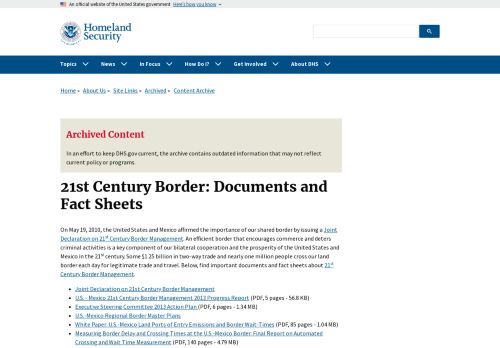 An official website of the United States government Here's how you know
Homeland
Security
Topics News In Focus How Do I? Get Involved About DHS
Home » About Us » Site Links » Archived » Content Archive
Archived Content
In an effort to keep DHS.gov current, the archive contains outdated information that may not reflect
current policy or programs.
21st Century Border: Documents and
Fact Sheets
On May 19, 2010, the United States and Mexico affirmed the importance of our shared border by issuing a Joint
Declaration on 21st Century Border Management. An efficient border that encourages commerce and deters
criminal activities is a key component of our bilateral cooperation and the prosperity of the United States and
Mexico in the 21st century. Some $1.25 billion in two-way trade and nearly one million people cross our land
border each day for legitimate trade and travel. Below, find important documents and fact sheets about 21st
Century Border Management.
Joint Declaration on 21st-Century Border Management
U.S. - Mexico 21st Century Border Management 2013 Progress Report (PDF, 5 pages - 56.8 KB)
Executive Steering Committee 2013 Action Plan (PDF, 6 pages - 1.34 MB)
U.S.-Mexico Regional Border Master Plans
White Paper: U.S.-Mexico Land Ports of Entry Emissions and Border Wait-Times (PDF, 85 pages - 1.04 MB)
Measuring Border Delay and Crossing Times at the U.S.-Mexico Border: Final Report on Automated
Crossing and Wait Time Measurement (PDF, 140 pages - 4.79 MB)